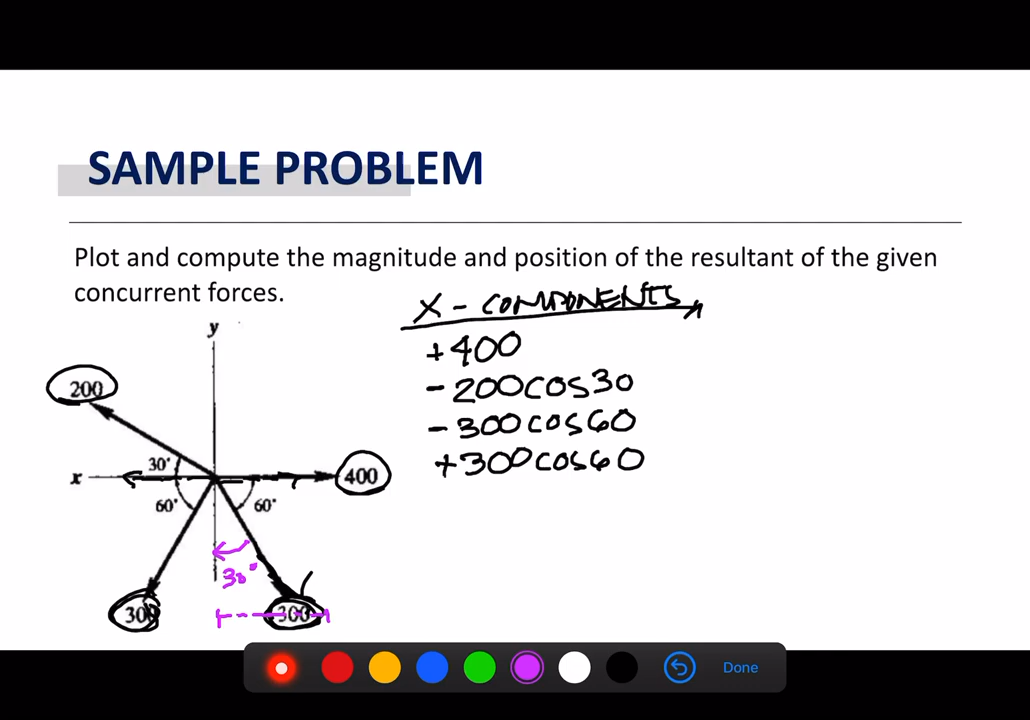 SAMPLE PROBLEM
Plot and compute the magnitude and position of the resultant of the given
concurrent forces.
X - COMPONENTS
+400
-200cos30
-300cos60
+300cos60
y
200
30°
x
400
60°
60°
30°
300
300
Done